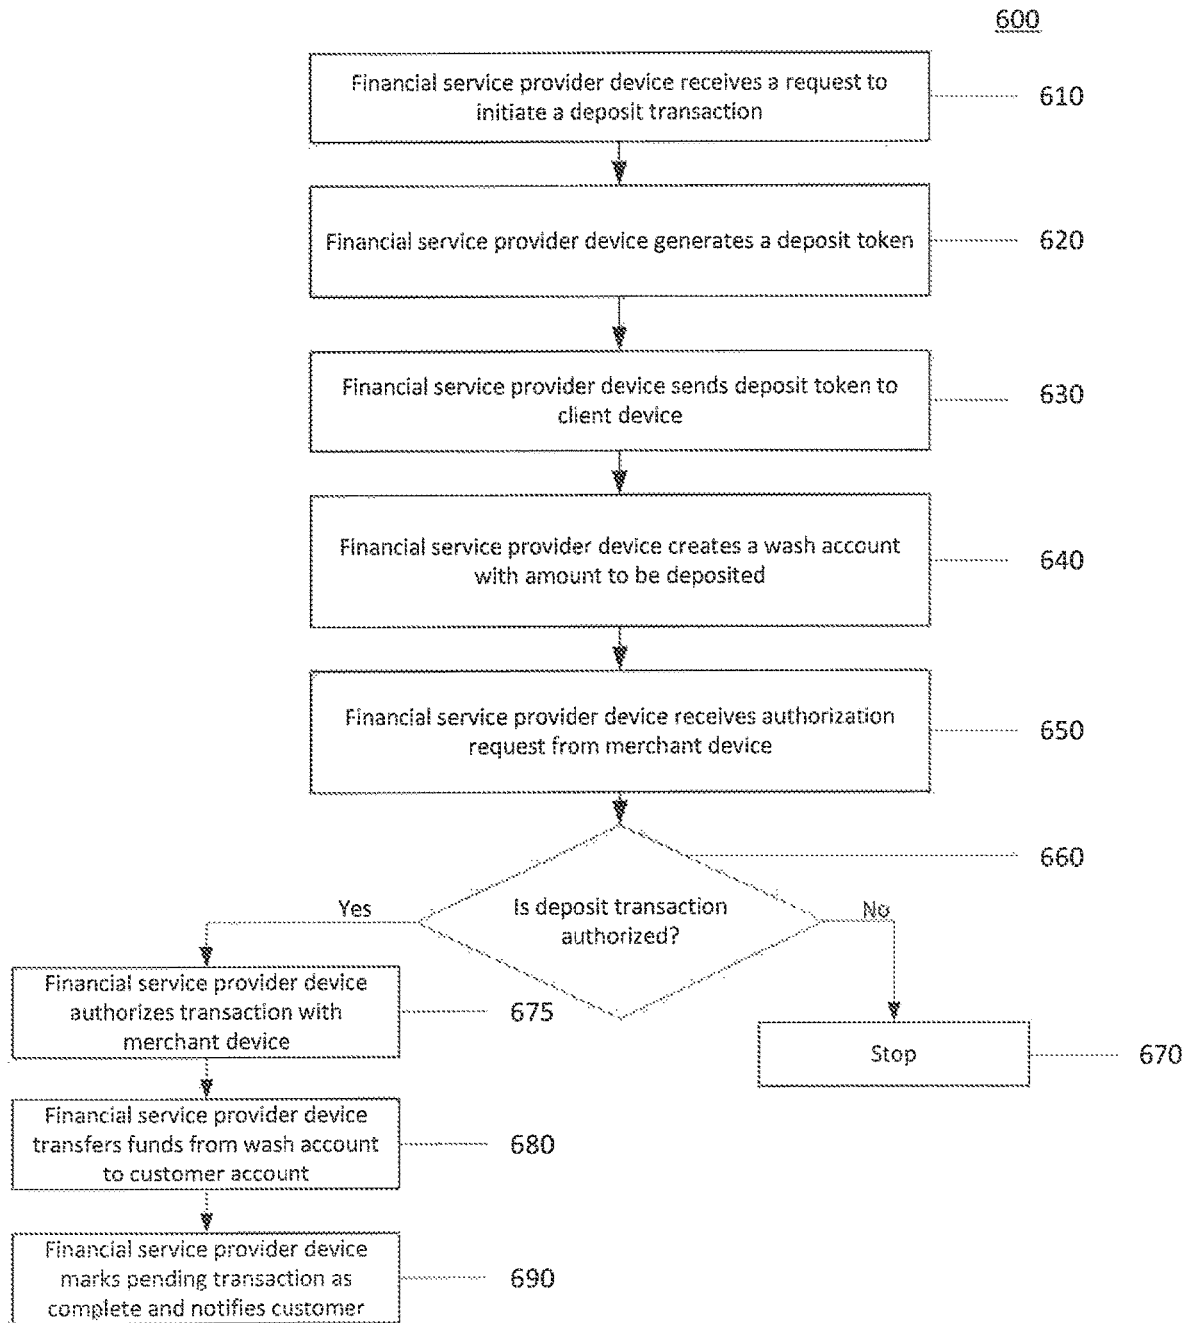 600
Financial service provider device receives a request to
initiate a deposit transaction
610
Financial service provider device generates a deposit token
620
Financial service provider device sends deposit token to
client device
630
Financial service provider device creates a wash account
with amount to be deposited
640
Financial service provider device receives authorization
request from merchant device
650
660
Is deposit transaction
authorized?
Yes
No
Financial service provider device
authorizes transaction with
merchant device
675
Stop
670
Financial service provider device
transfers funds from wash account
to customer account
680
Financial service provider device
marks pending transaction as
complete and notifies customer
690